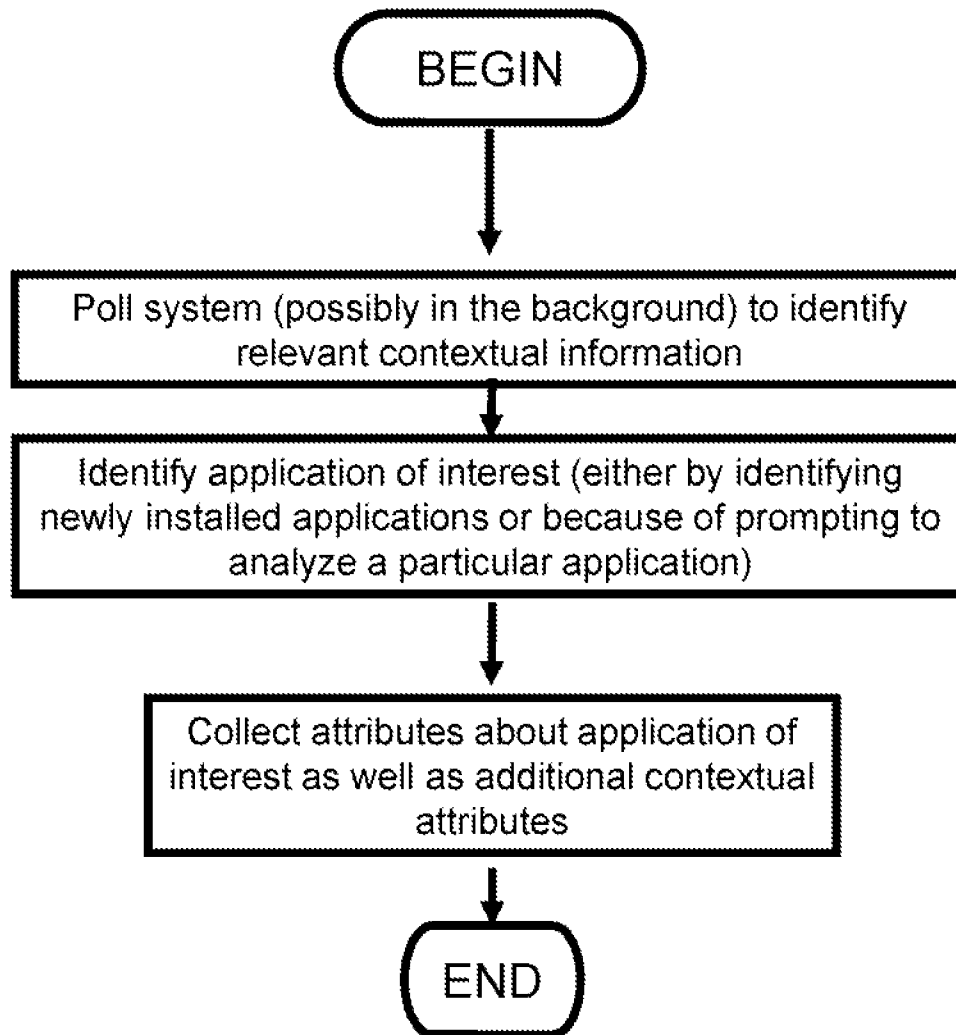 BEGIN
Poll system (possibly in the background) to identify
relevant contextual information
Identify application of interest (either by identifying
newly installed applications or because of prompting to
analyze a particular application)
Collect attributes about application of
interest as well as additional contextual
attributes
END